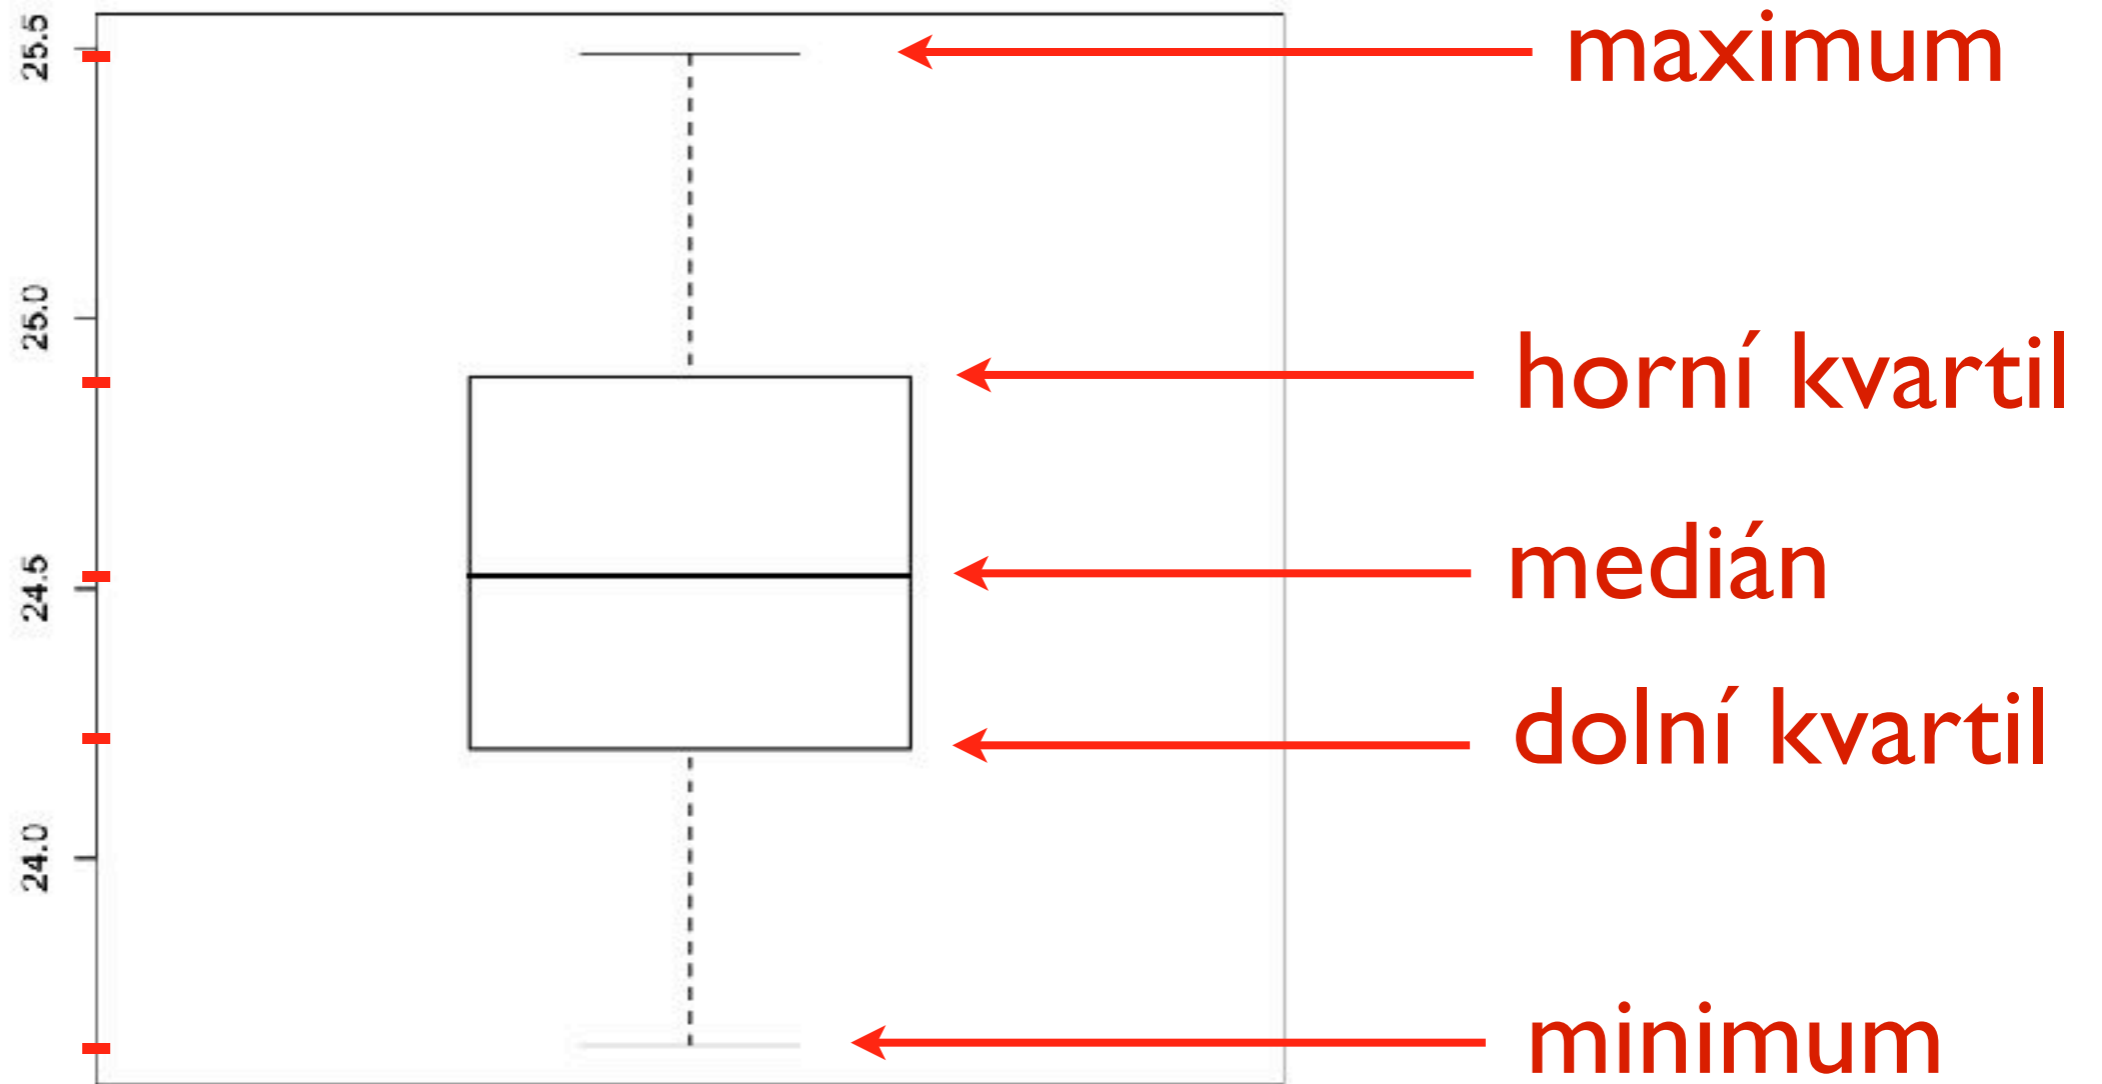 25.5
maximum
25.0
horní kvartil
24.5
medián
dolní kvartil
24.0
minimum